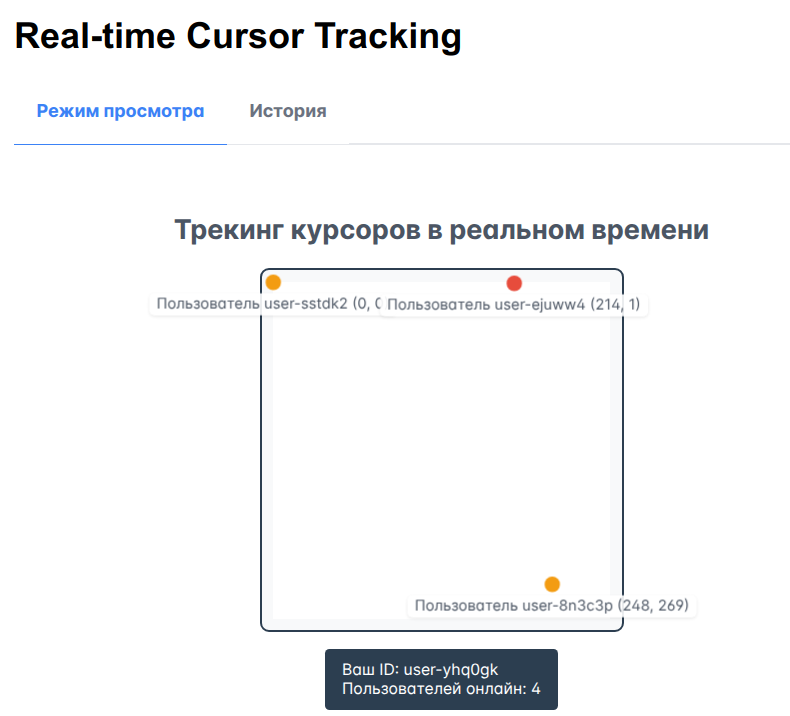 Real-time Cursor Tracking
Режим просмотра
История
Трекинг курсоров в реальном времени
Пользователь user-sstdk2 (0,
Пользователь user-ejuww4 (214, 1)
Пользователь user-8n3c3p (248, 269)
Ваш ID: user-yhq0gk
Пользователей онлайн: 4